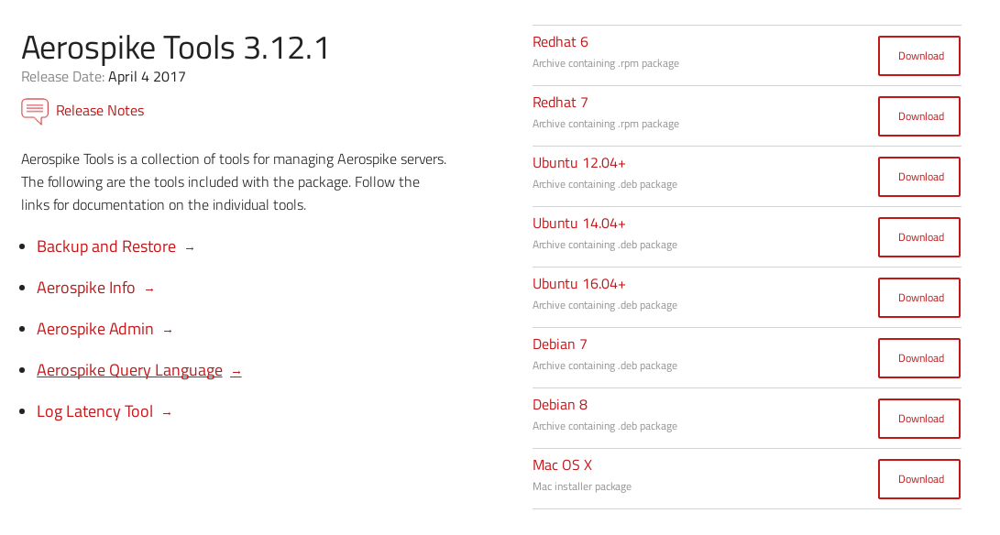 Aerospike Tools 3.12.1
Release Date: April 4 2017
Release Notes
Aerospike Tools is a collection of tools for managing Aerospike servers.
The following are the tools included with the package. Follow the
links for documentation on the individual tools.
• Backup and Restore →
• Aerospike Info →
• Aerospike Admin →
• Aerospike Query Language →
• Log Latency Tool →
Redhat 6
Archive containing .rpm package
Download
Redhat 7
Archive containing .rpm package
Download
Ubuntu 12.04+
Archive containing .deb package
Download
Ubuntu 14.04+
Archive containing .deb package
Download
Ubuntu 16.04+
Archive containing .deb package
Download
Debian 7
Archive containing .deb package
Download
Debian 8
Archive containing .deb package
Download
Mac OS X
Mac installer package
Download